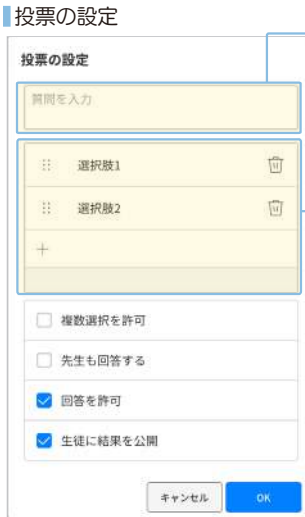 投票の設定
投票の設定
質問を入力
選択肢1
選択肢2
+
複数選択を許可
先生も回答する
回答を許可
生徒に結果を公開
キャンセル OK